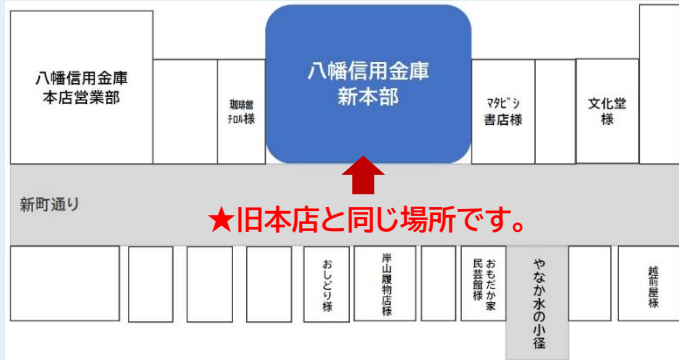 八幡信用金庫
本店営業部
珈琲館
チロル様
八幡信用金庫
新本部
マタビシ
書店様
文化堂
様
新町通り
★旧本店と同じ場所です。
おしどり様
岸山履物店様
おもだか家
民芸館様
やなか水の小径
越前屋様